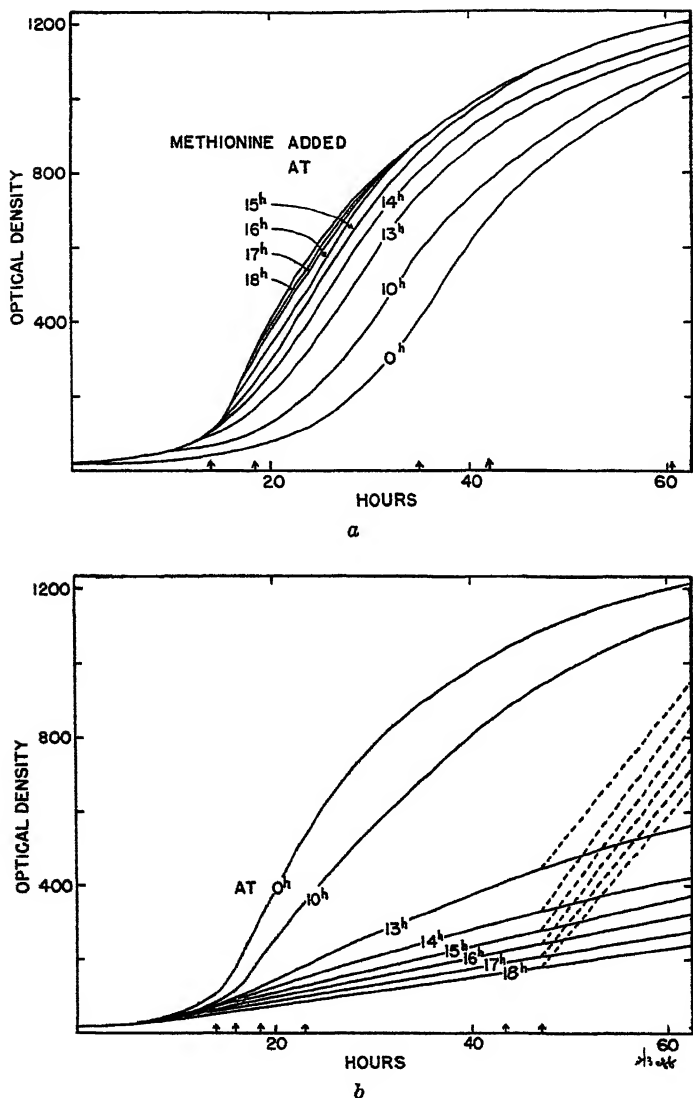 1200
800
400
OPTICAL DENSITY
METHIONINE ADDED
AT
15h
16h
17h
18h
14h
13h
10h
0h
20
40
60
HOURS
a
1200
800
400
OPTICAL DENSITY
AT 0h
10h
13h
14h
15h
16h
17h
18h
20
40
60
HOURS
b